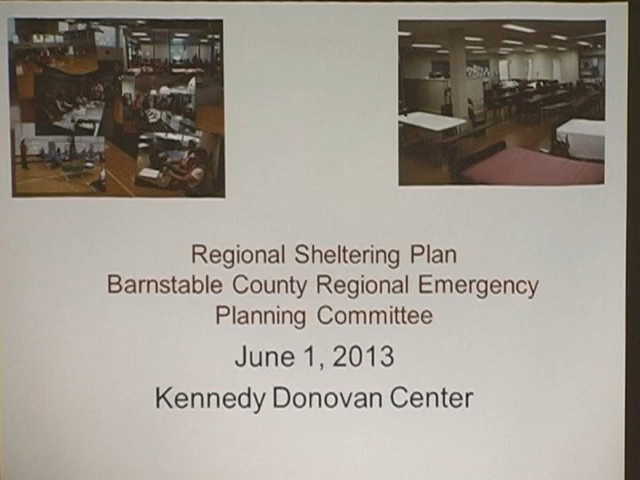 Regional Sheltering Plan
Barnstable County Regional Emergency
Planning Committee
June 1, 2013
Kennedy Donovan Center